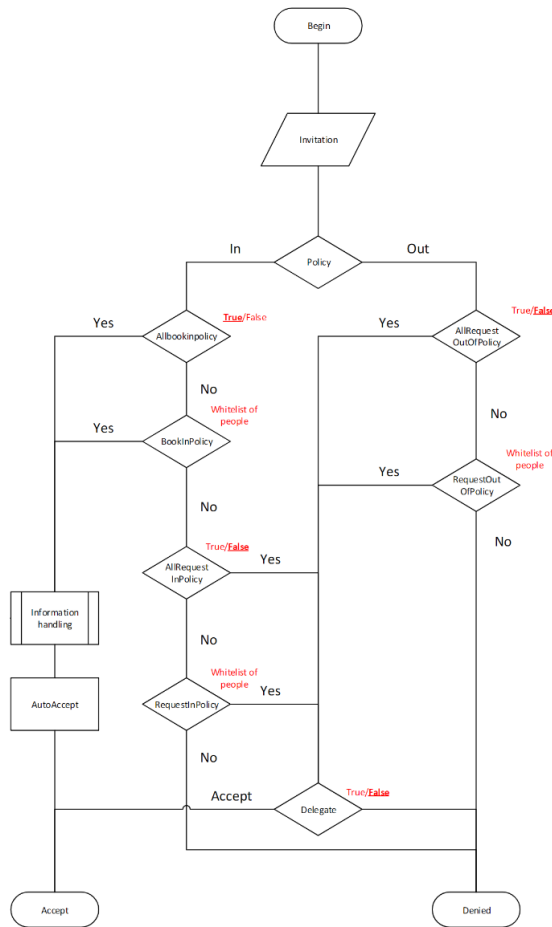 Begin
Invitation
In
Out
Policy
True/False
True/False
Yes
Yes
Allbookinpolicy
AllRequest
OutOfPolicy
No
Whitelist of
people
No
Yes
BookInPolicy
Whitelist of
people
Yes
RequestOut
OfPolicy
No
No
True/False
Yes
AllRequest
InPolicy
Information
handling
No
Whitelist of
people
Yes
AutoAccept
RequestInPolicy
No
Accept
True/False
Delegate
Accept
Denied